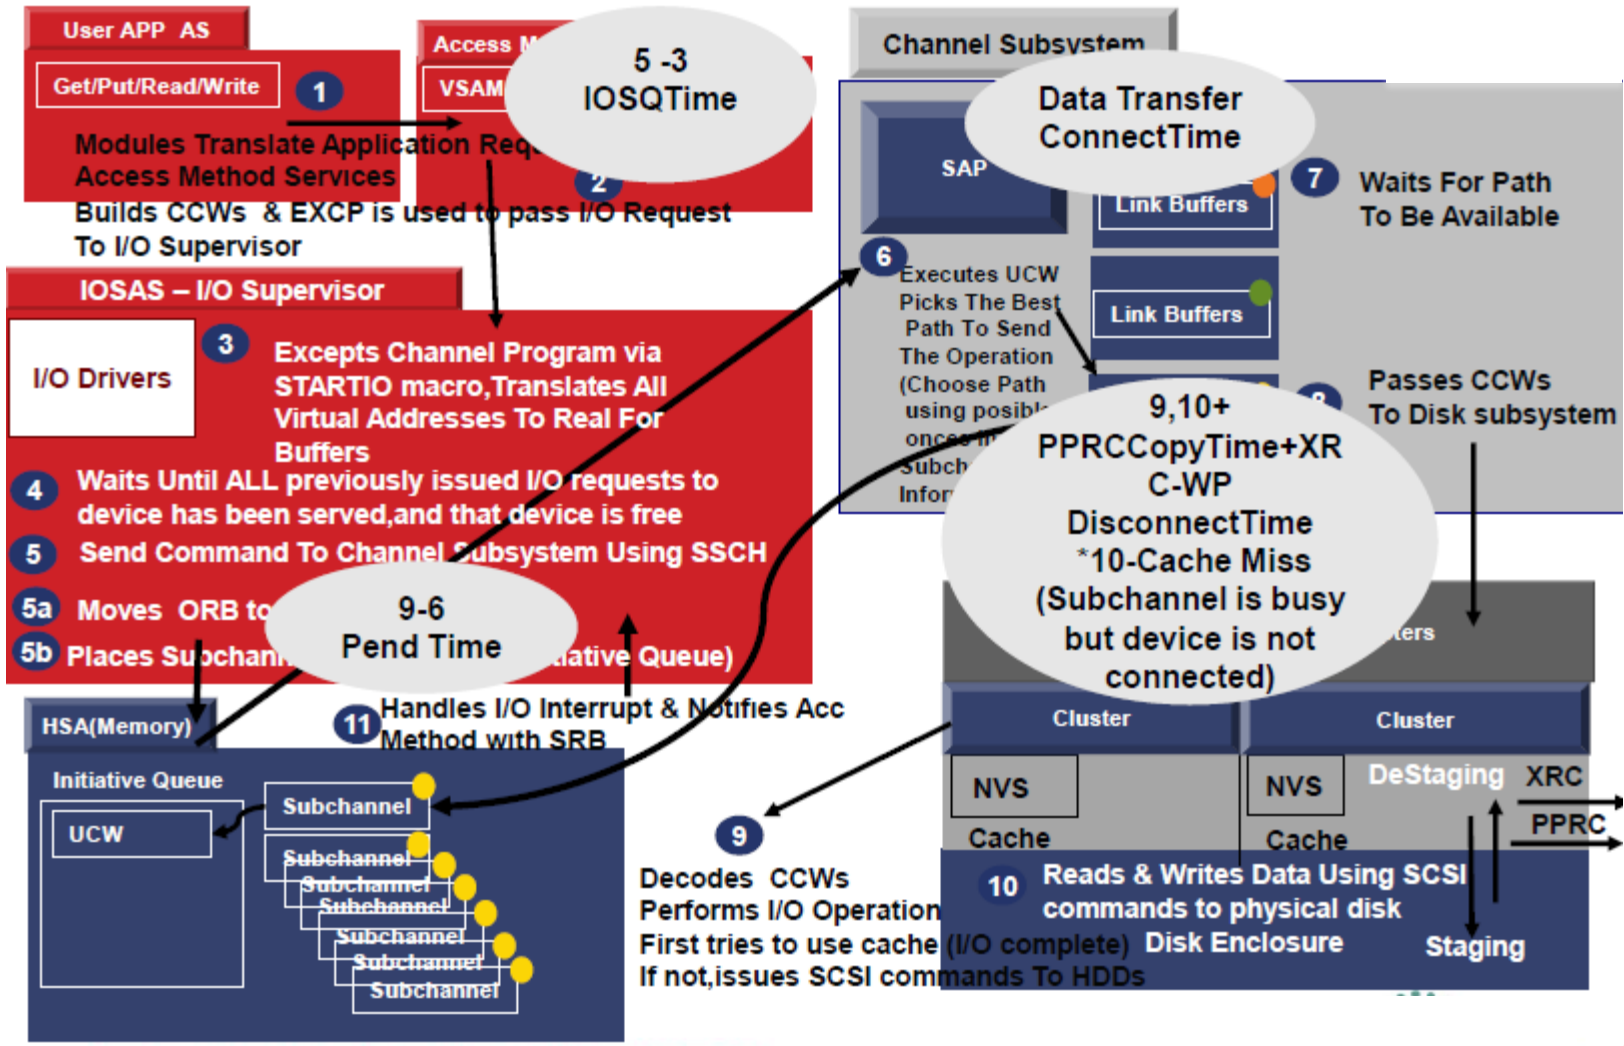 User APP AS
Get/Put/Read/Write
1
Access
VSAM
5 -3
IOSQTime
Modules Translate Application
Access Method Services
2
Builds CCWs & EXCP is used to pass I/O Request
To I/O Supervisor
IOSAS – I/O Supervisor
I/O Drivers
3
Excepts Channel Program via
STARTIO macro,Translates All
Virtual Addresses To Real For
Buffers
4
Waits Until ALL previously issued I/O requests to
device has been served,and that device is free
5
Send Command To Channel Subsystem Using SSCH
5a
Moves ORB to
5b
Places
9-6
Pend Time
Queue)
11
Handles I/O Interrupt & Notifies Acc
Method with SRB
HSA(Memory)
Initiative Queue
UCW
Subchannel
Subchannel
Subchannel
Subchannel
Subchannel
Subchannel
Subchannel
Channel Subsystem
SAP
Data Transfer
ConnectTime
Link Buffers
7
Waits For Path
To Be Available
6
Executes UCW
Picks The Best
Path To Send
The Operation
(Choose Path
using
Link Buffers
8
Passes CCWs
To Disk subsystem
9,10+
PPRCCopyTime+XR
C-WP
DisconnectTime
*10-Cache Miss
(Subchannel is busy
but device is not
connected)
Cluster
Cluster
NVS
Cache
NVS
Cache
DeStaging
XRC
PPRC
9
Decodes CCWs
Performs I/O Operation
First tries to use cache (I/O complete)
If not,issues SCSI commands To HDDs
10
Reads & Writes Data Using SCSI
commands to physical disk
Disk Enclosure
Staging